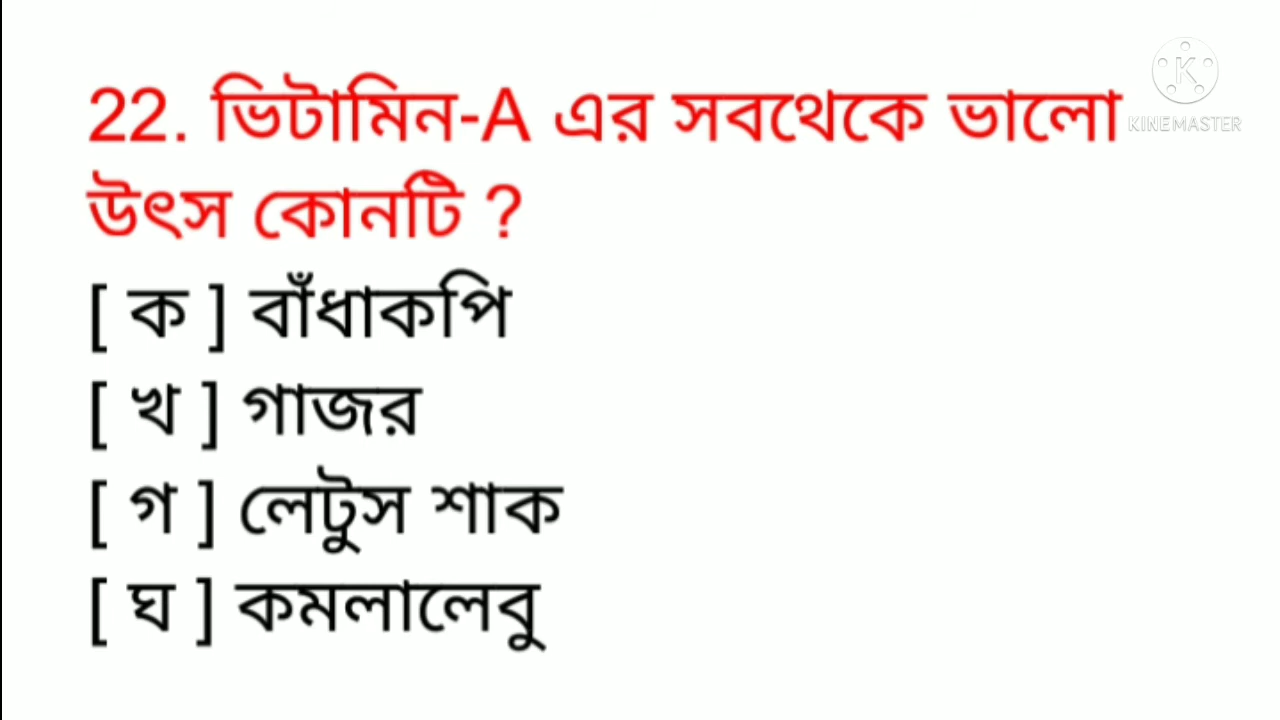 22. ভিটামিন-A এর সবথেকে ভালো
উৎস কোনটি ?
[ ক ] বাঁধাকপি
[ খ ] গাজর
[ গ ] লেটুস শাক
[ ঘ ] কমলালেবু
K
KINEMASTER